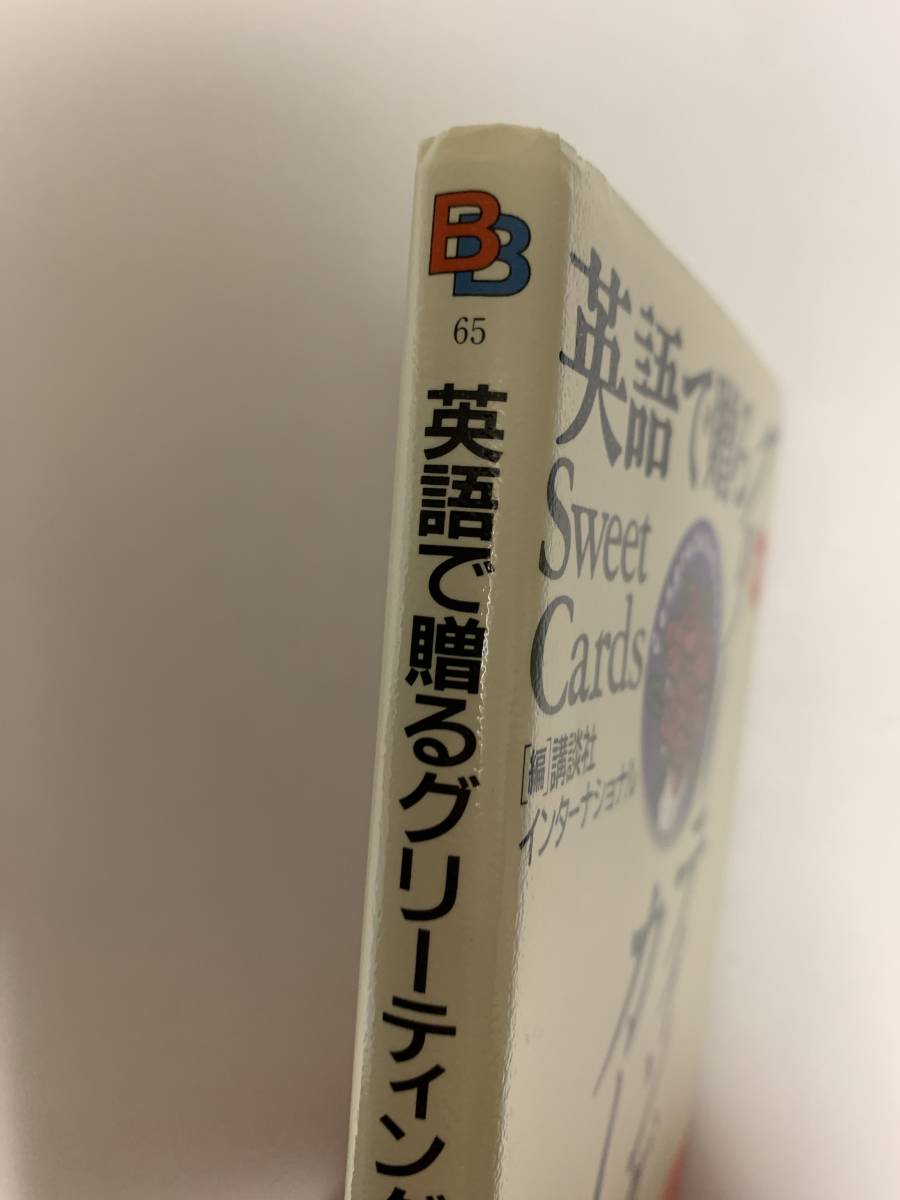 BB
65
英語で贈るグリーティング
英語で贈る
Sweet
Cards
[編]講談社
インターナショナル